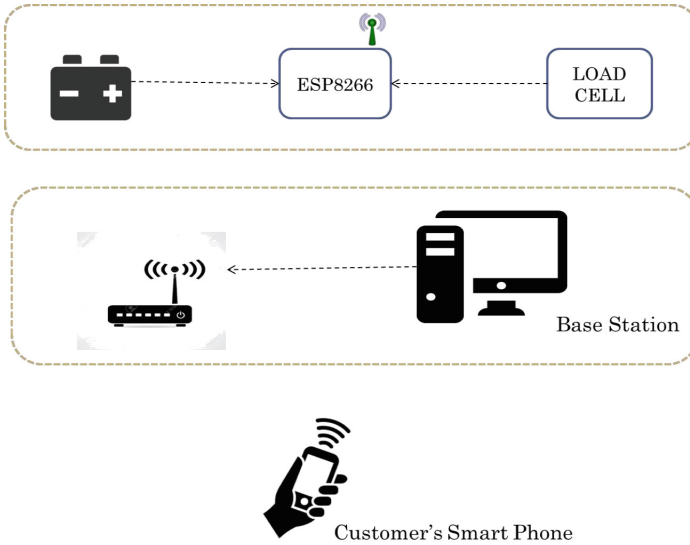 ESP8266
LOAD
CELL
Base Station
Customer's Smart Phone